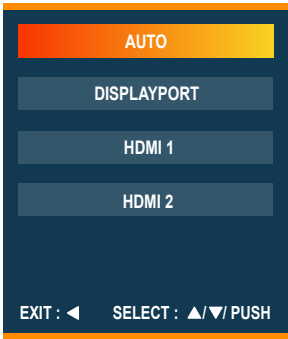 AUTO
DISPLAYPORT
HDMI 1
HDMI 2
EXIT : ◀ SELECT : ▲/▼/ PUSH